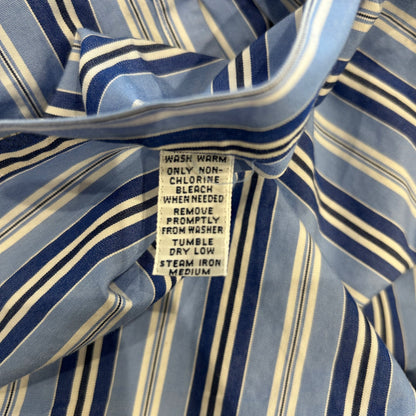 WASH WARM
ONLY NON-
CHLORINE
BLEACH
WHEN NEEDED
REMOVE
PROMPTLY
FROM WASHER
TUMBLE
DRY LOW
STEAM IRON
MEDIUM